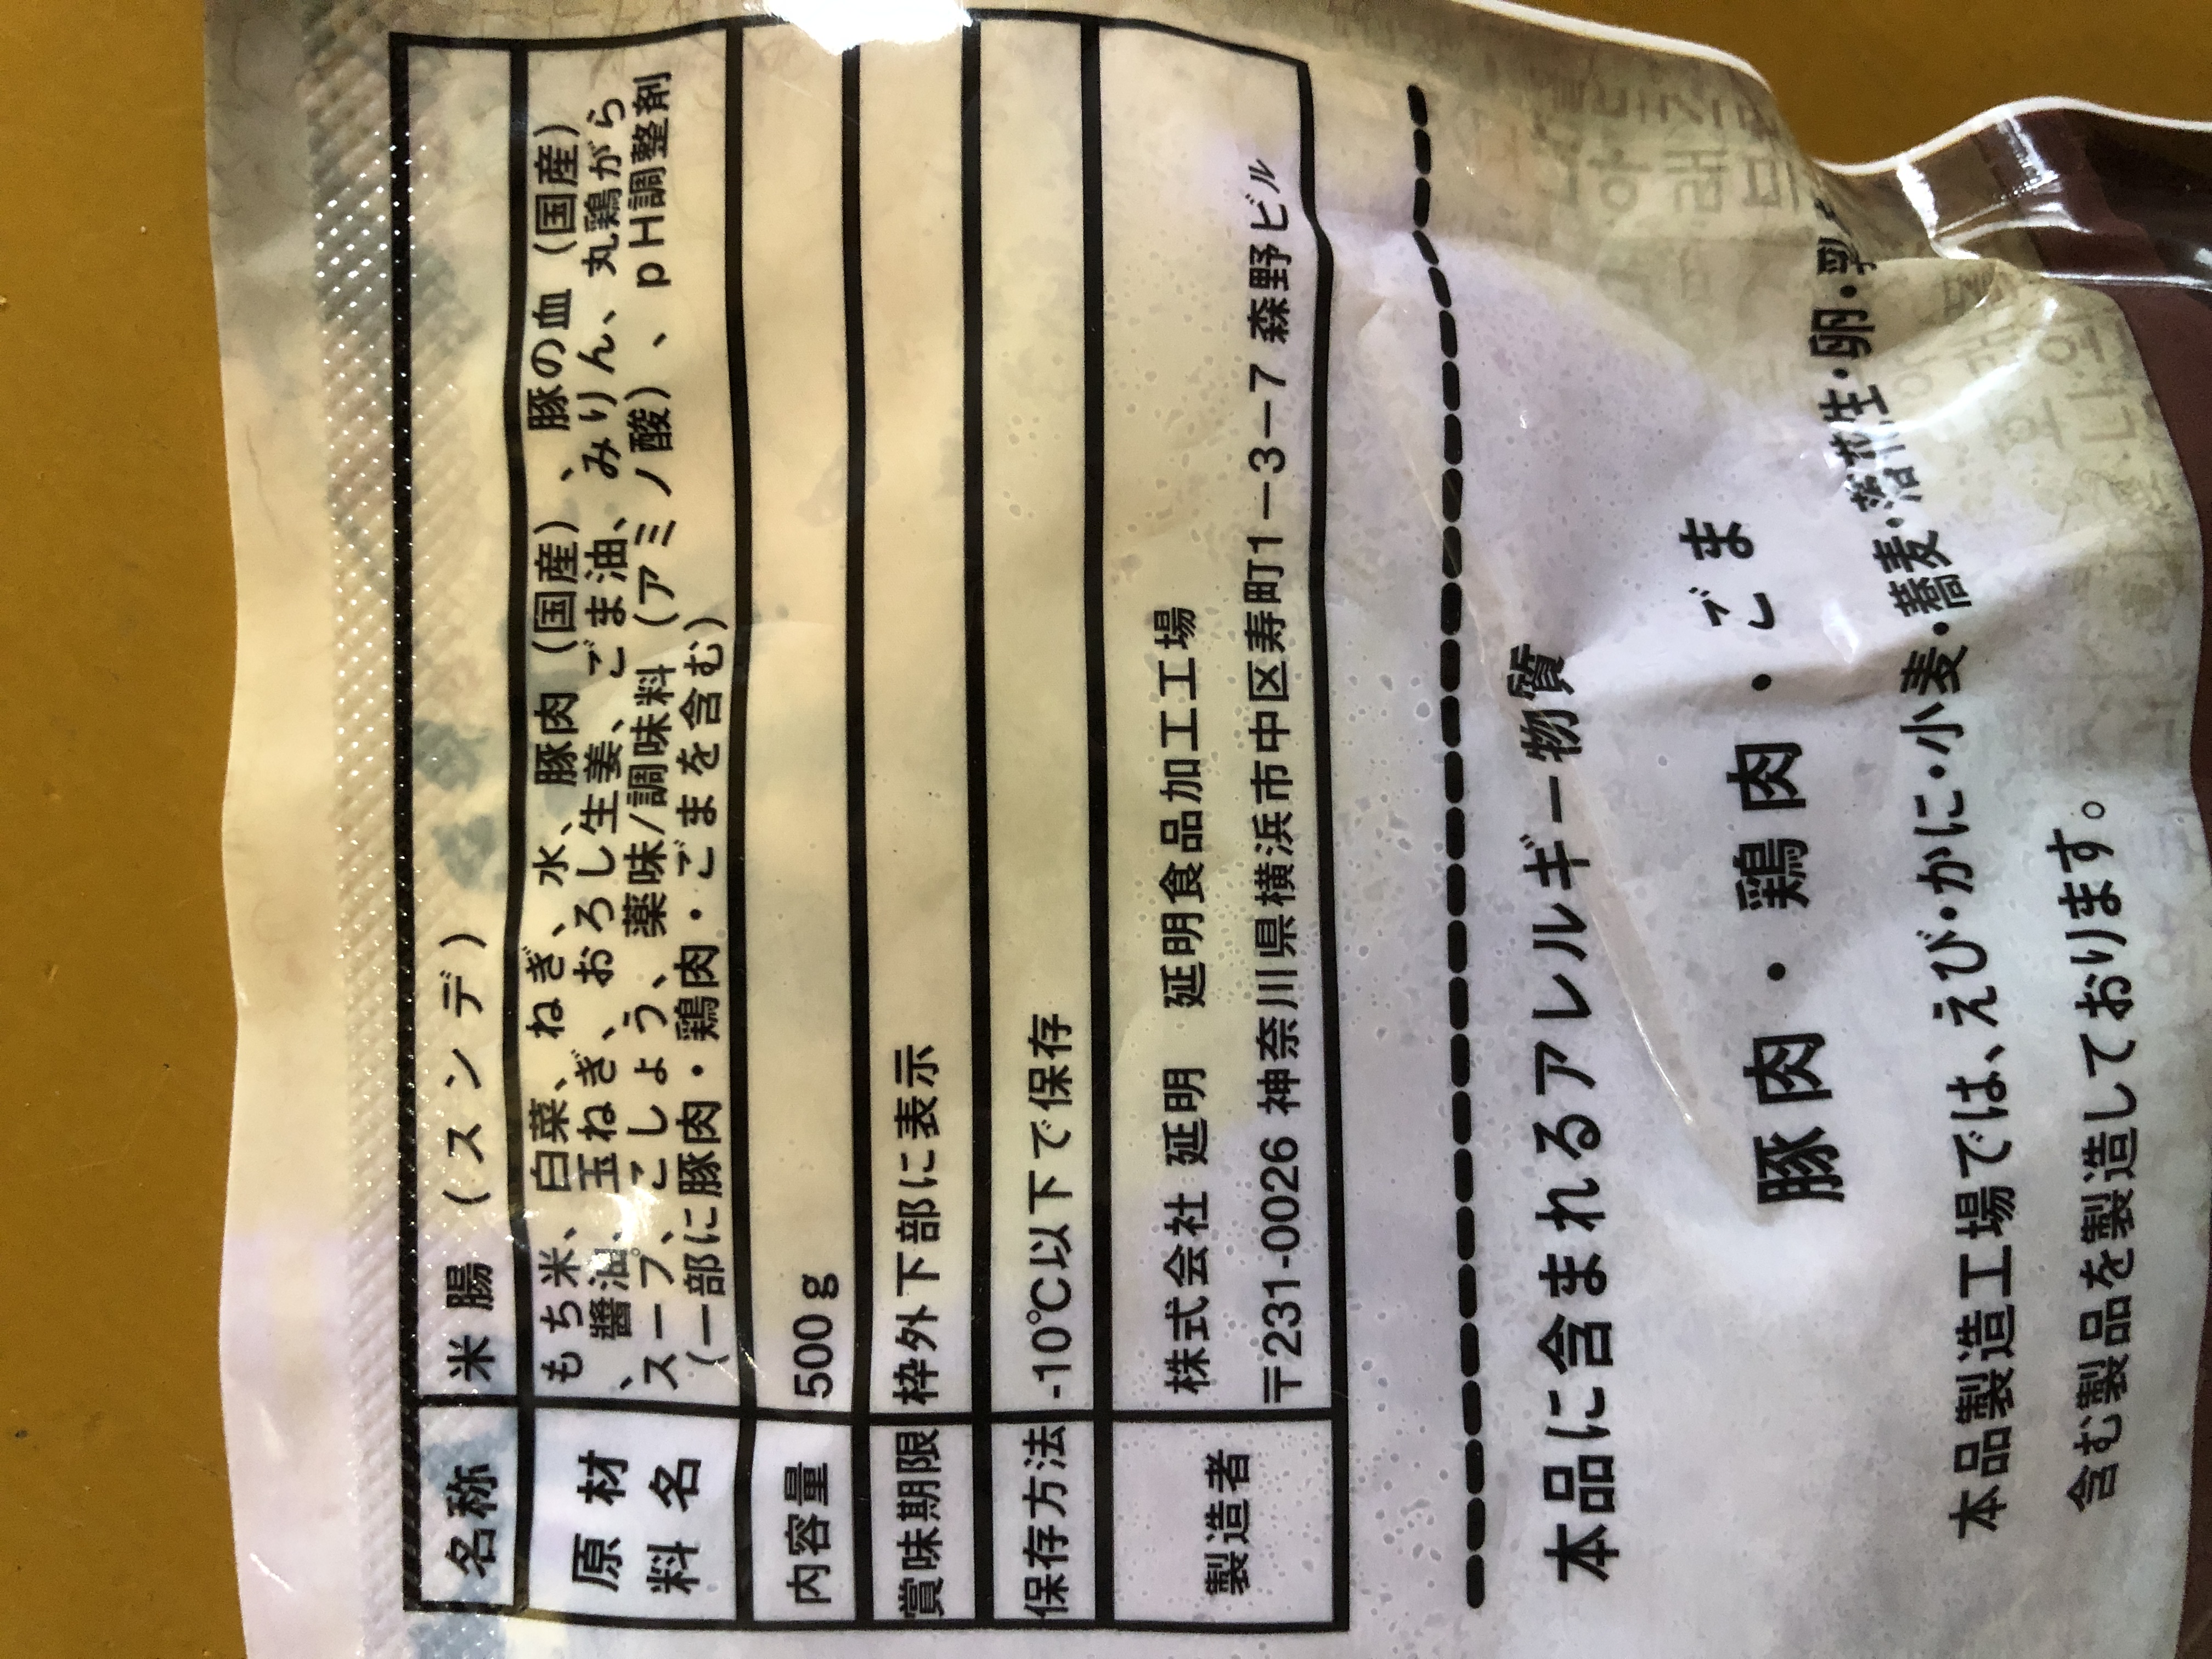 名称
米 腸 （スンデ）
原 材
料 名
もち米、白菜、ねぎ、水、豚肉（国産）、豚の血（国産）
、醤油、玉ねぎ、おろし生姜、ごま油、みりん、丸鶏がら
スープ、こしょう、薬味/調味料（アミノ酸）、pH調整剤
（一部に豚肉・鶏肉・ごまを含む）
内容量
500g
賞味期限
枠外下部に表示
保存方法
-10℃以下で保存
製造者
株式会社 延明 延明食品加工工場
〒231-0026 神奈川県横浜市中区寿町1－3－7 森野ビル
本品に含まれるアレルギー物質
豚肉・鶏肉・ごま
本品製造工場では、えび・かに・小麦・蕎麦・落花生・卵・乳
含む製品を製造しております。